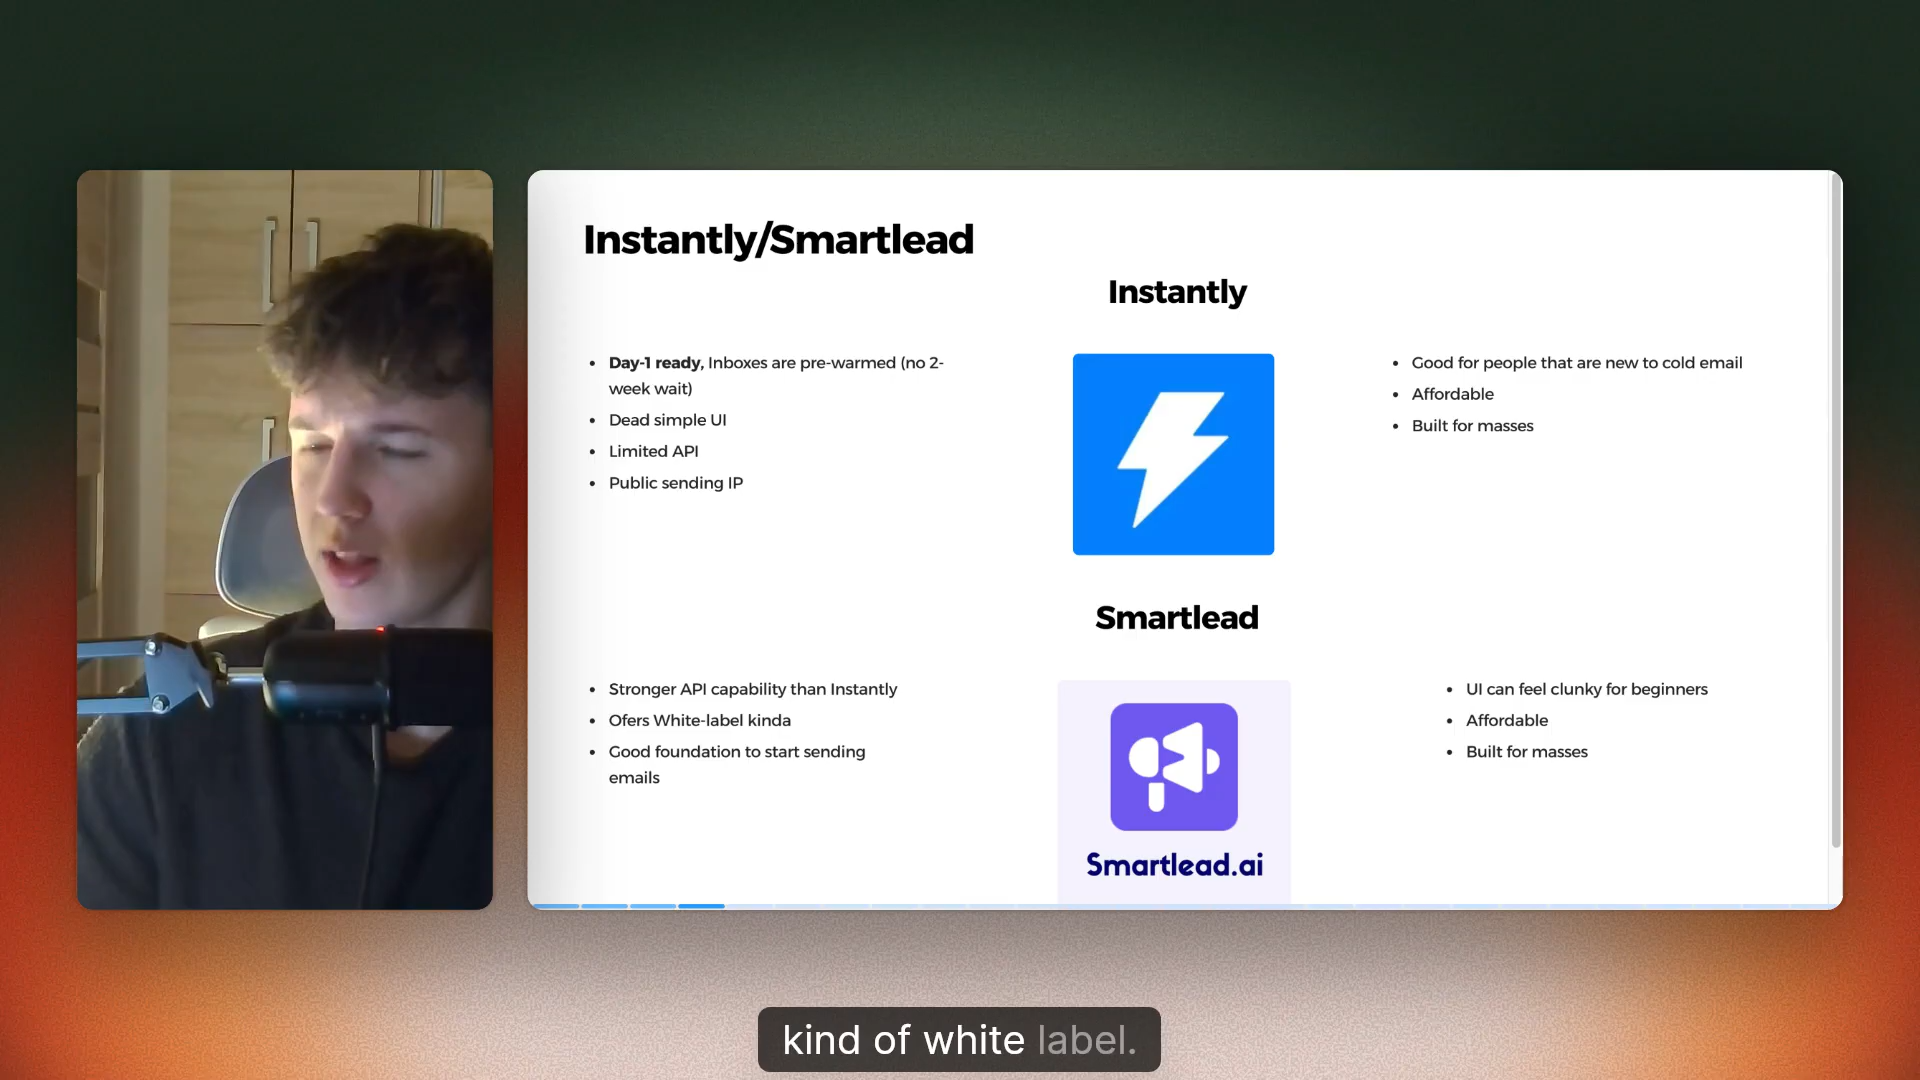 Instantly/Smartlead
Instantly
Day-1 ready, Inboxes are pre-warmed (no 2-
week wait)
Dead simple UI
Limited API
Public sending IP
Good for people that are new to cold email
Affordable
Built for masses
Smartlead
Stronger API capability than Instantly
Ofers White-label kinda
Good foundation to start sending
emails
Smartlead.ai
UI can feel clunky for beginners
Affordable
Built for masses
kind of white label.